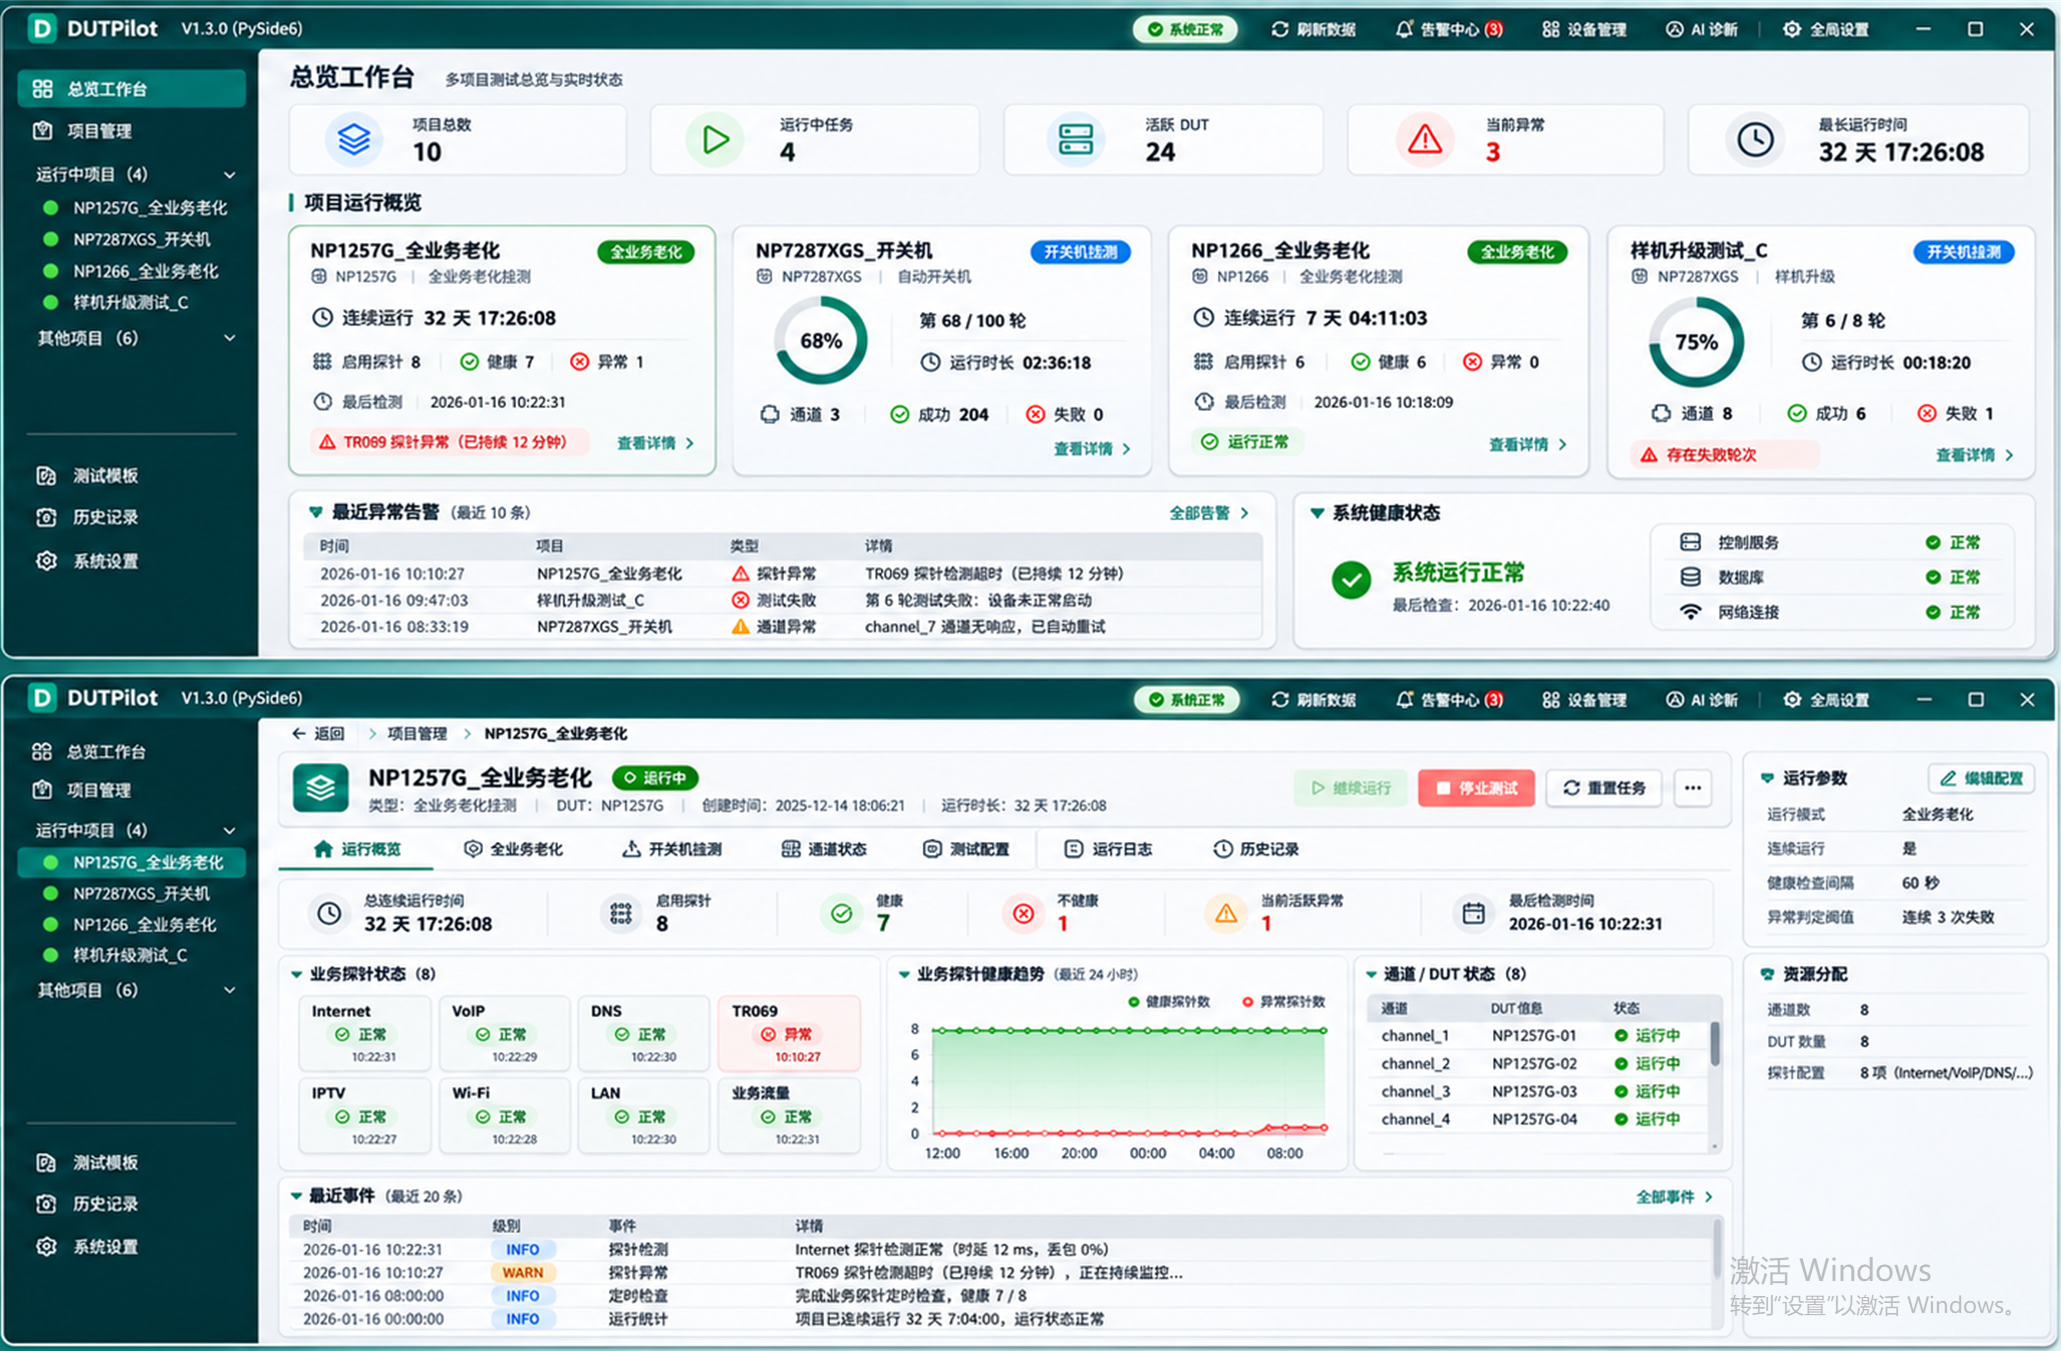 D DUTPilot V1.3.0 (PySide6) 系统正常 刷新数据 告警中心 (3) 设备管理 AI 诊断 全局设置
总览工作台
项目管理
运行中项目 (4)
NP1257G_全业务老化
NP7287XGS_开关机
NP1266_全业务老化
样机升级测试_C
其他项目 (6)
测试模板
历史记录
系统设置
总览工作台 多项目测试总览与实时状态
项目总数
10
运行中任务
4
活跃 DUT
24
当前异常
3
最长运行时间
32 天 17:26:08
项目运行概览
NP1257G_全业务老化 全业务老化
NP1257G | 全业务老化挂测
连续运行 32 天 17:26:08
启用探针 8 健康 7 异常 1
最后检测 2026-01-16 10:22:31
TR069 探针异常（已持续 12 分钟） 查看详情
NP7287XGS_开关机 开关机挂测
NP7287XGS | 自动开关机
68%
第 68 / 100 轮
运行时长 02:36:18
通道 3 成功 204 失败 0
查看详情
NP1266_全业务老化 全业务老化
NP1266 | 全业务老化挂测
连续运行 7 天 04:11:03
启用探针 6 健康 6 异常 0
最后检测 2026-01-16 10:18:09
运行正常 查看详情
样机升级测试_C 开关机挂测
NP7287XGS | 样机升级
75%
第 6 / 8 轮
运行时长 00:18:20
通道 8 成功 6 失败 1
存在失败轮次 查看详情
最近异常告警（最近 10 条） 全部告警
时间 项目 类型 详情
2026-01-16 10:10:27 NP1257G_全业务老化 探针异常 TR069 探针检测超时（已持续 12 分钟）
2026-01-16 09:47:03 样机升级测试_C 测试失败 第 6 轮测试失败：设备未正常启动
2026-01-16 08:33:19 NP7287XGS_开关机 通道异常 channel_7 通道无响应，已自动重试
系统健康状态
系统运行正常
最后检查：2026-01-16 10:22:40
控制服务 正常
数据库 正常
网络连接 正常
D DUTPilot V1.3.0 (PySide6) 系统正常 刷新数据 告警中心 (3) 设备管理 AI 诊断 全局设置
总览工作台
项目管理
运行中项目 (4)
NP1257G_全业务老化
NP7287XGS_开关机
NP1266_全业务老化
样机升级测试_C
其他项目 (6)
测试模板
历史记录
系统设置
返回 项目管理 NP1257G_全业务老化
NP1257G_全业务老化 运行中
类型：全业务老化挂测 | DUT：NP1257G | 创建时间：2025-12-14 18:06:21 | 运行时长：32 天 17:26:08
继续运行 停止测试 重置任务 ...
运行概览 全业务老化 开关机挂测 通道状态 测试配置 运行日志 历史记录
总连续运行时间
32 天 17:26:08
启用探针
8
健康
7
不健康
1
当前活跃异常
1
最后检测时间
2026-01-16 10:22:31
业务探针状态 (8)
Internet
正常
10:22:31
VoIP
正常
10:22:29
DNS
正常
10:22:30
TR069
异常
10:10:27
IPTV
正常
10:22:27
Wi-Fi
正常
10:22:28
LAN
正常
10:22:30
业务流量
正常
10:22:31
业务探针健康趋势（最近 24 小时）
健康探针数 异常探针数
8
6
4
2
0
12:00 16:00 20:00 00:00 04:00 08:00
通道 / DUT 状态 (8)
通道 DUT 信息 状态
channel_1 NP1257G-01 运行中
channel_2 NP1257G-02 运行中
channel_3 NP1257G-03 运行中
channel_4 NP1257G-04 运行中
最近事件（最近 20 条） 全部事件
时间 级别 事件 详情
2026-01-16 10:22:31 INFO 探针检测 Internet 探针检测正常（时延 12 ms，丢包 0%）
2026-01-16 10:10:27 WARN 探针异常 TR069 探针检测超时（已持续 12 分钟），正在持续监控...
2026-01-16 08:00:00 INFO 定时检查 完成业务探针定时检查，健康 7 / 8
2026-01-16 00:00:00 INFO 运行统计 项目已连续运行 32 天 7:04:00，运行状态正常
运行参数 编辑配置
运行模式 全业务老化
连续运行 是
健康检查间隔 60 秒
异常判定阈值 连续 3 次失败
资源分配
通道数 8
DUT 数量 8
探针配置 8 项（Internet/VoIP/DNS/...）
激活 Windows
转到“设置”以激活 Windows。